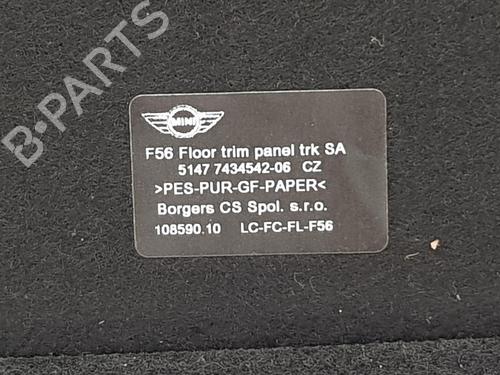 MINI
F56 Floor trim panel trk SA
5147 7434542-06 CZ
>PES-PUR-GF-PAPER<
Borgers CS Spol. s.r.o.
108590.10 LC-FC-FL-F56
B-PARTS